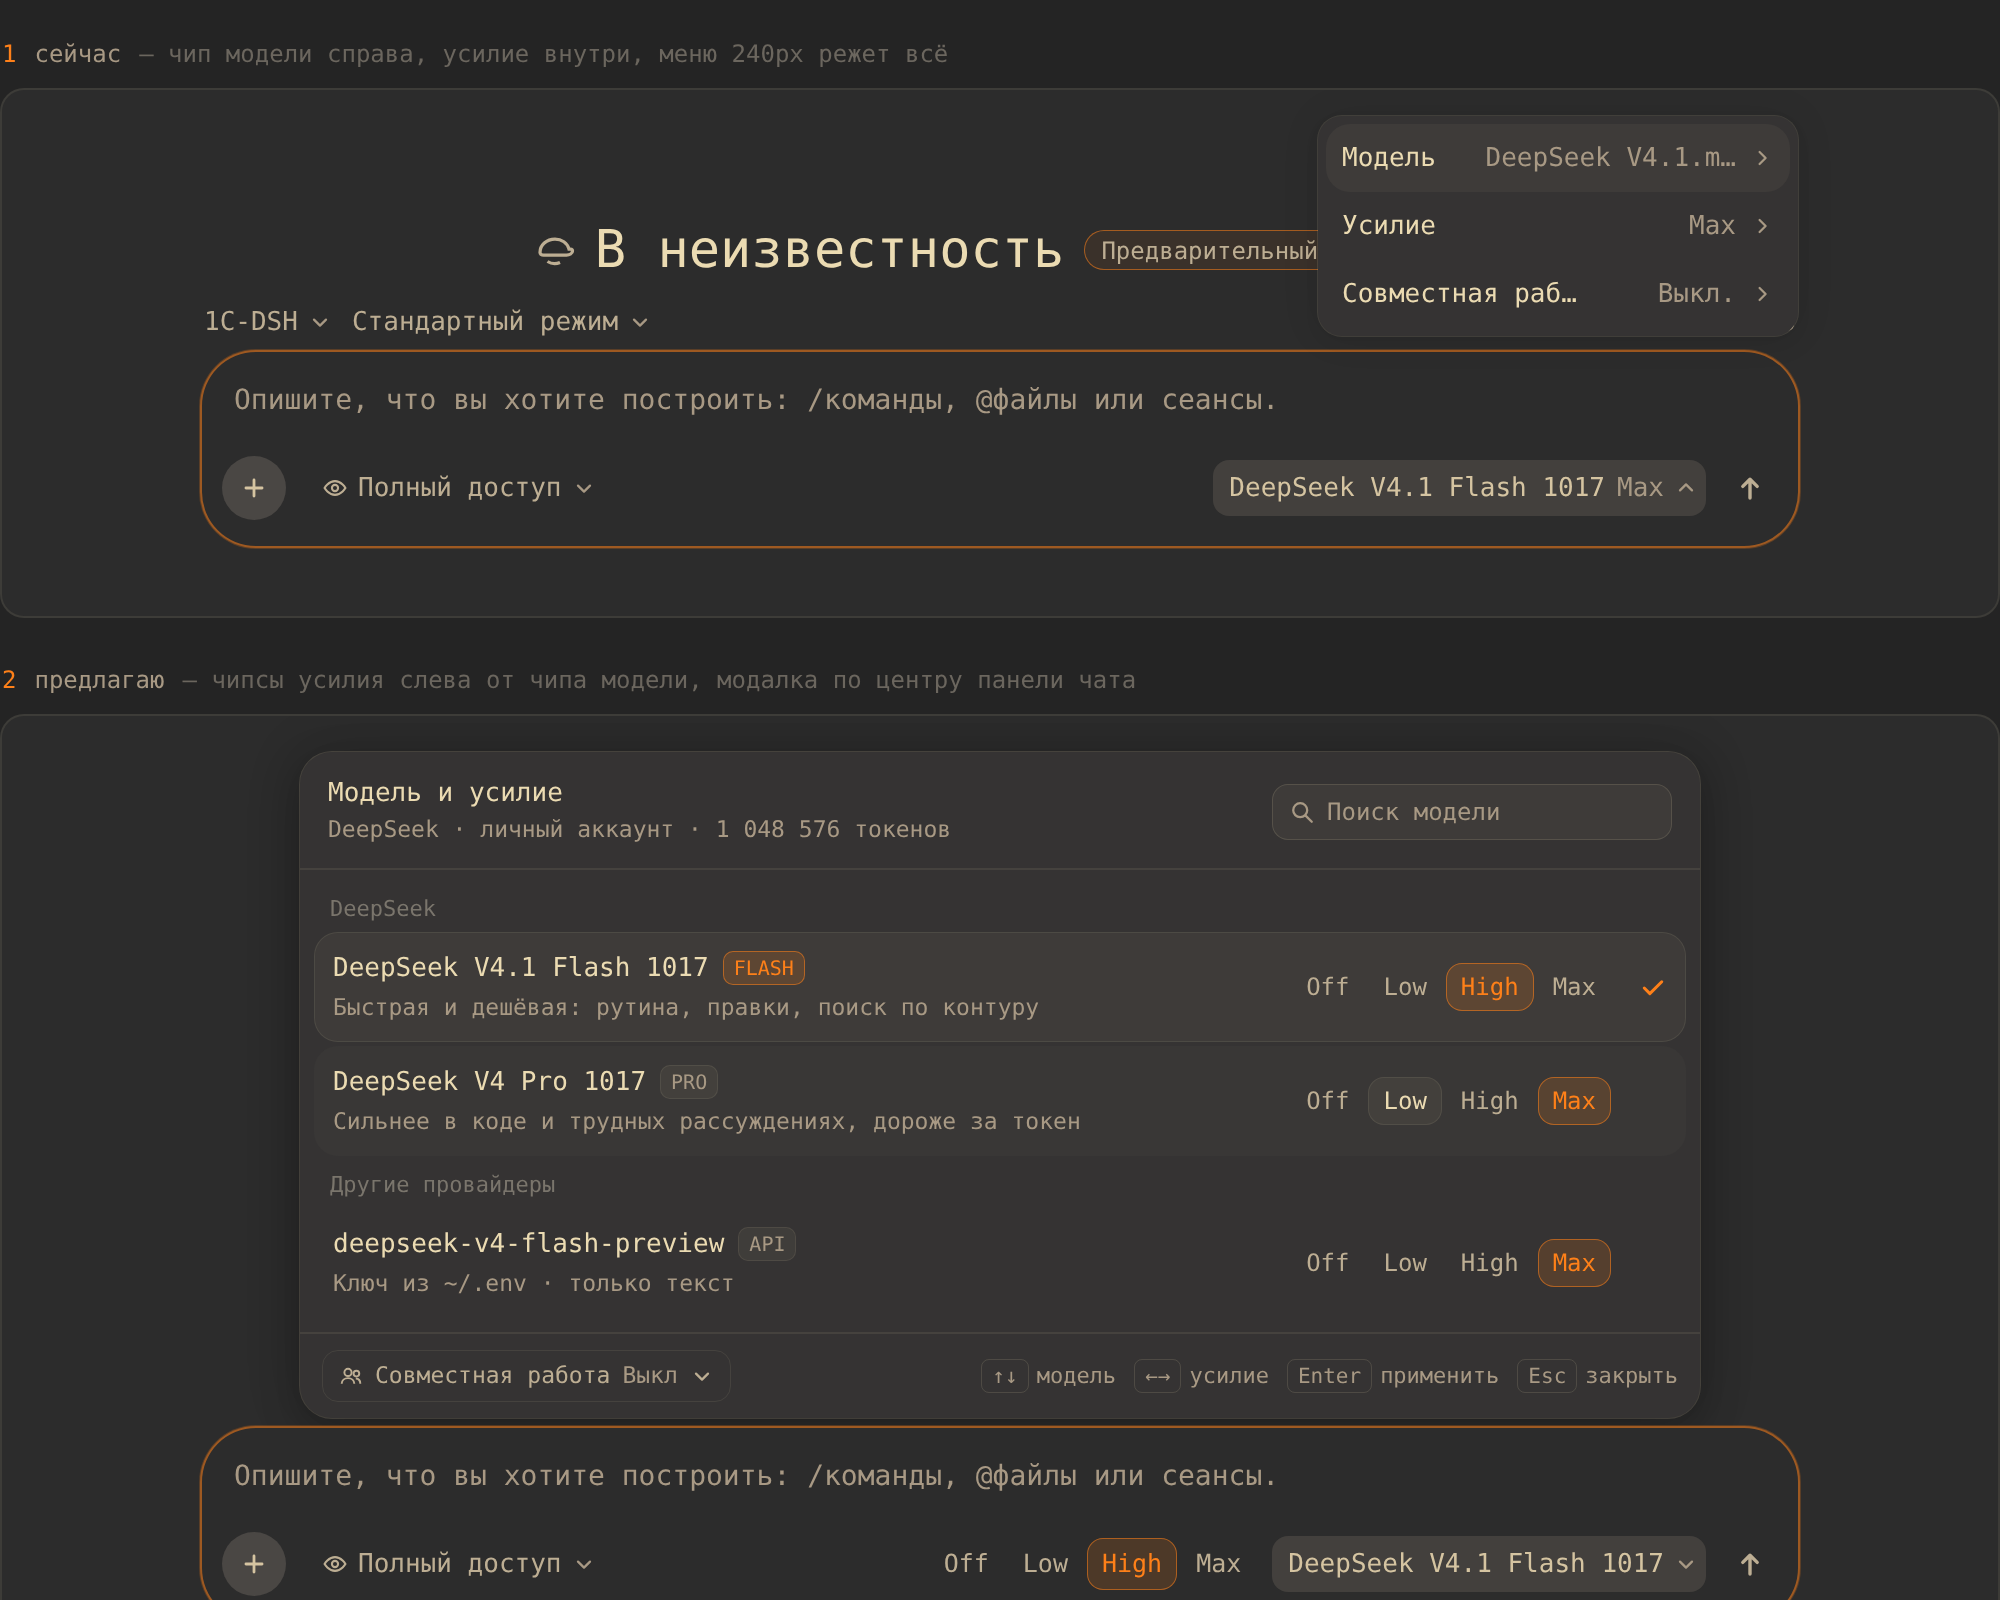 1 сейчас — чип модели справа, усилие внутри, меню 240px режет всё
Модель DeepSeek V4.1.m…
Усилие Max
Совместная раб… Выкл.
В неизвестность Предварительный
1C-DSH Стандартный режим
Опишите, что вы хотите построить: /команды, @файлы или сеансы.
+ Полный доступ DeepSeek V4.1 Flash 1017 Max
2 предлагаю — чипсы усилия слева от чипа модели, модалка по центру панели чата
Модель и усилие
DeepSeek · личный аккаунт · 1 048 576 токенов
Поиск модели
DeepSeek
DeepSeek V4.1 Flash 1017 FLASH
Быстрая и дешёвая: рутина, правки, поиск по контуру
Off Low High Max
DeepSeek V4 Pro 1017 PRO
Сильнее в коде и трудных рассуждениях, дороже за токен
Off Low High Max
Другие провайдеры
deepseek-v4-flash-preview API
Ключ из ~/.env · только текст
Off Low High Max
Совместная работа Выкл ↑↓ модель ←→ усилие Enter применить Esc закрыть
Опишите, что вы хотите построить: /команды, @файлы или сеансы.
+ Полный доступ Off Low High Max DeepSeek V4.1 Flash 1017